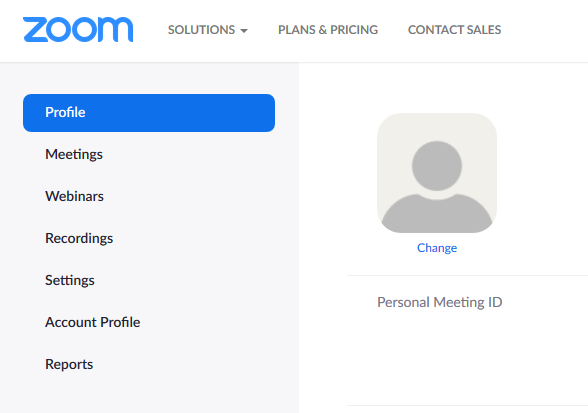 zoom SOLUTIONS PLANS & PRICING CONTACT SALES
Profile
Meetings
Webinars
Recordings
Settings
Account Profile
Reports
Change
Personal Meeting ID